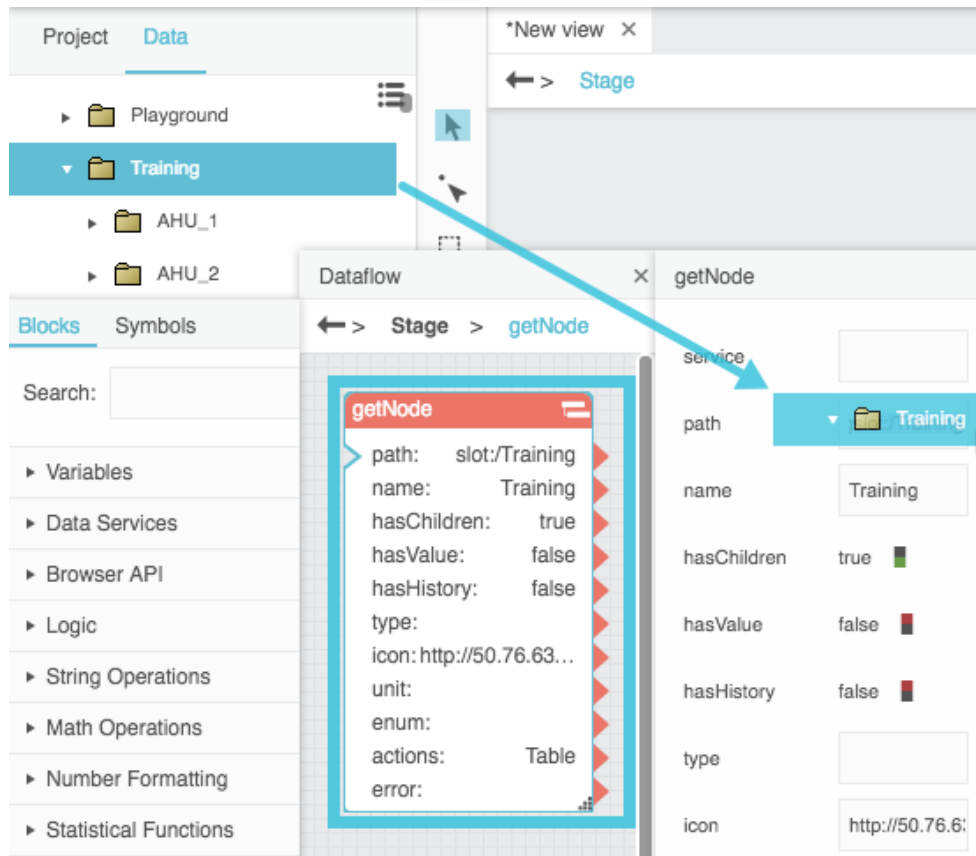 Project Data
*New view ×
← > Stage
Playground
Training
AHU_1
AHU_2
Dataflow ×
← > Stage > getNode
Blocks Symbols
Search:
Variables
Data Services
Browser API
Logic
String Operations
Math Operations
Number Formatting
Statistical Functions
getNode
path: slot:/Training
name: Training
hasChildren: true
hasValue: false
hasHistory: false
type:
icon: http://50.76.63...
unit:
enum:
actions: Table
error:
getNode
service
path Training
name Training
hasChildren true
hasValue false
hasHistory false
type
icon http://50.76.6